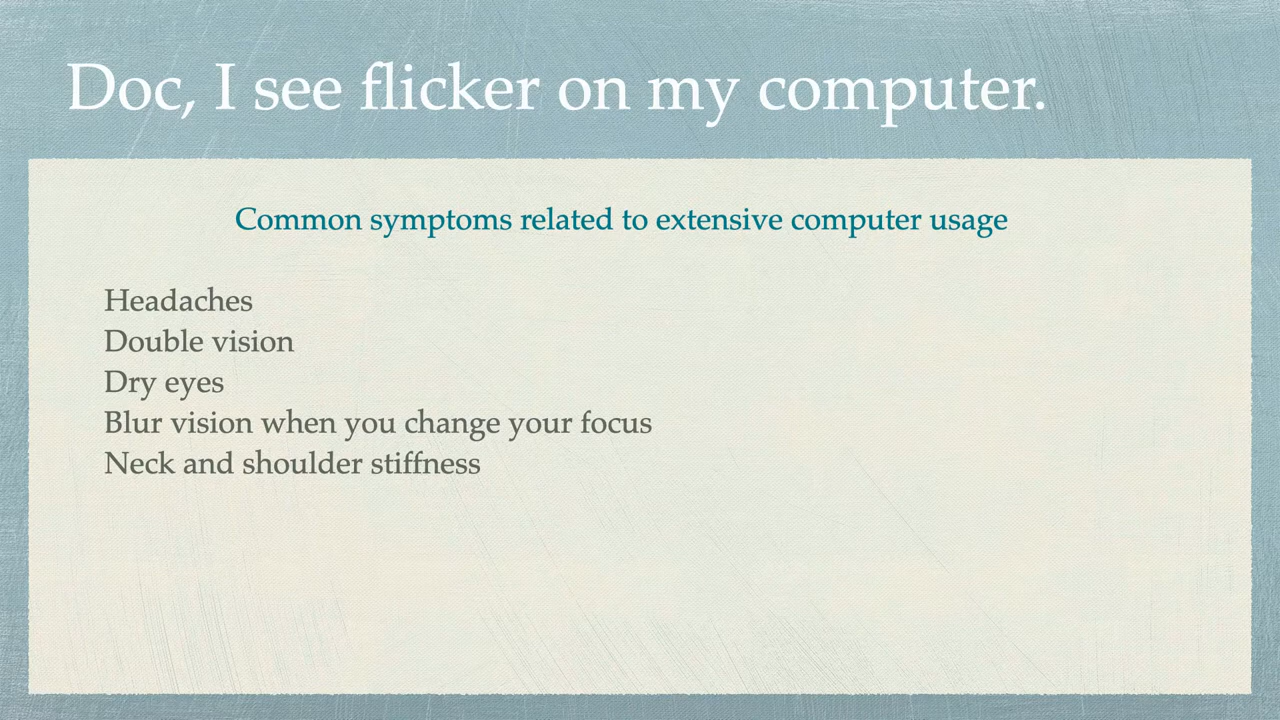 Doc, I see flicker on my computer.
Common symptoms related to extensive computer usage
Headaches
Double vision
Dry eyes
Blur vision when you change your focus
Neck and shoulder stiffness